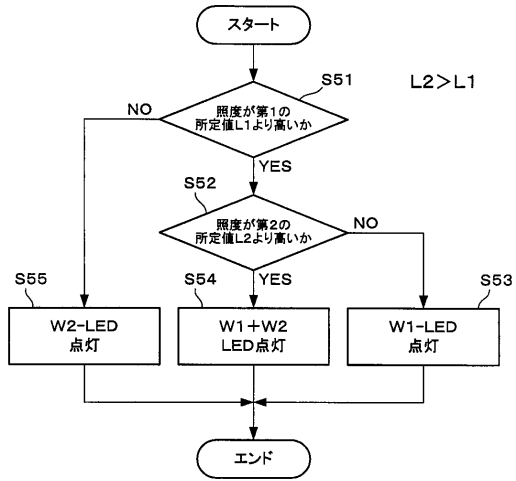 スタート
S51
L2>L1
照度が第1の
所定値L1より高いか
NO
YES
S52
照度が第2の
所定値L2より高いか
NO
YES
S55
S54
S53
W2-LED
点灯
W1+W2
LED点灯
W1-LED
点灯
エンド